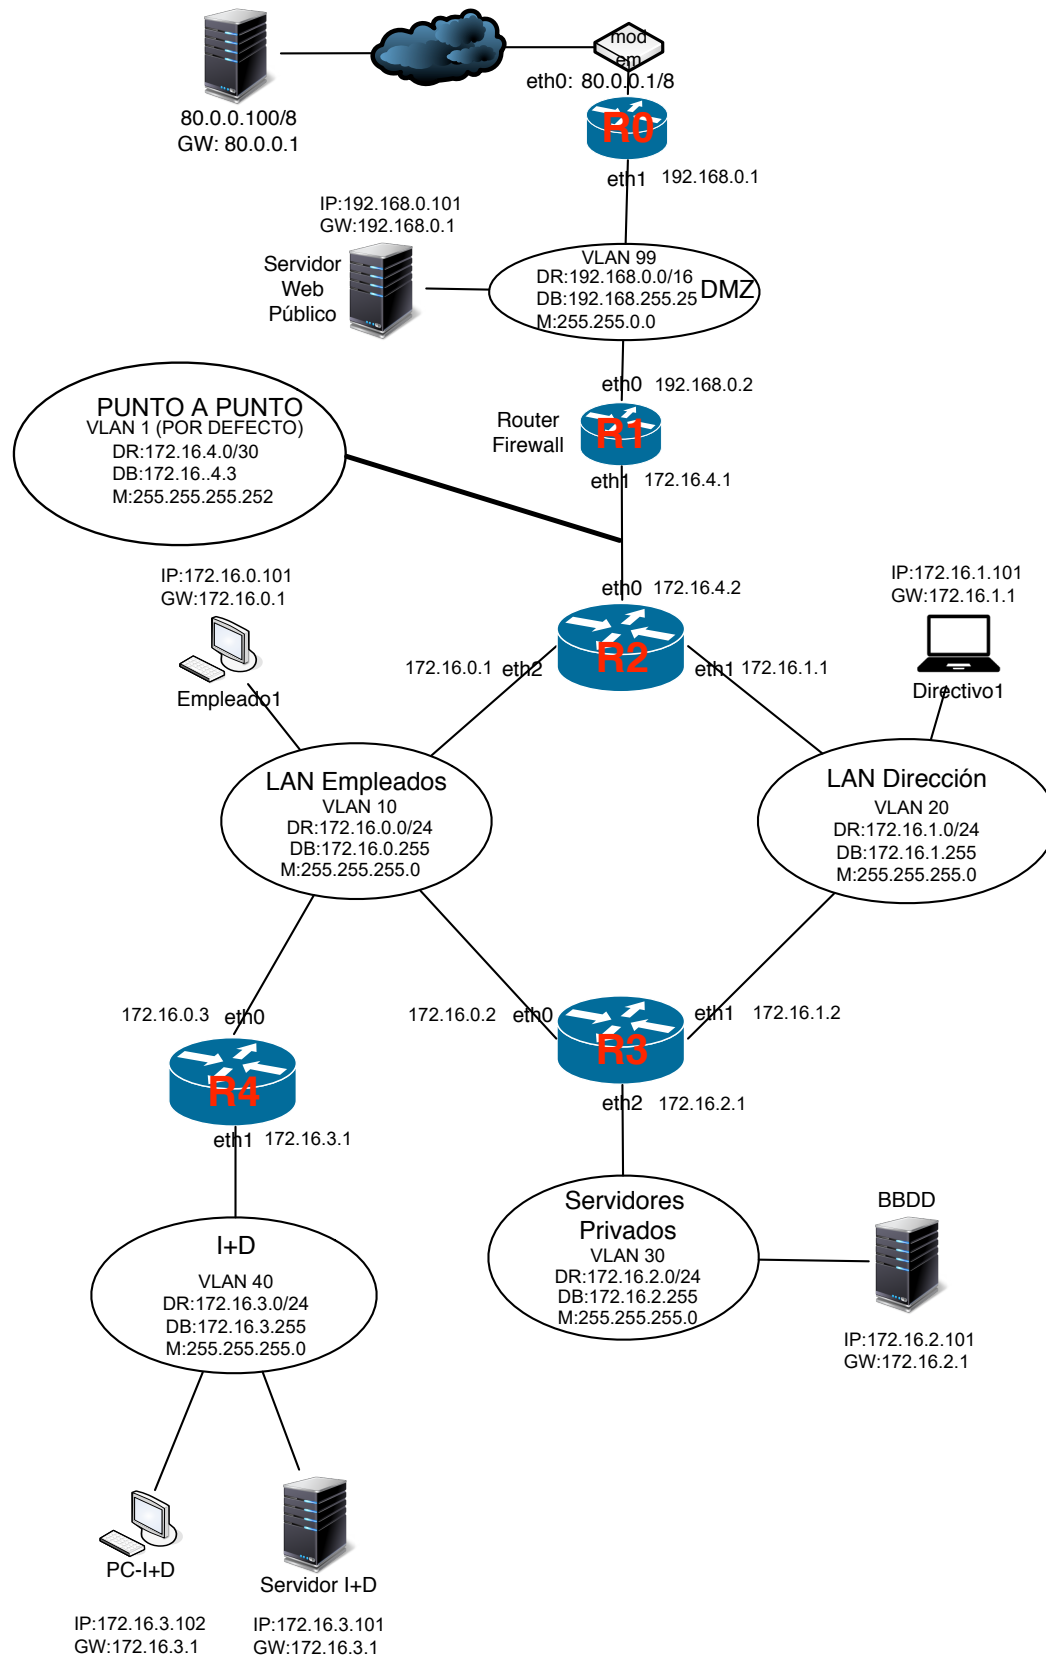 mod
em
eth0: 80.0.0.1/8
80.0.0.100/8
GW: 80.0.0.1
R0
eth1 192.168.0.1
IP:192.168.0.101
GW:192.168.0.1
Servidor
Web
Público
VLAN 99
DR:192.168.0.0/16
DB:192.168.255.25
M:255.255.0.0
DMZ
eth0 192.168.0.2
Router
Firewall
R1
eth1 172.16.4.1
PUNTO A PUNTO
VLAN 1 (POR DEFECTO)
DR:172.16.4.0/30
DB:172.16..4.3
M:255.255.255.252
eth0 172.16.4.2
IP:172.16.0.101
GW:172.16.0.1
Empleado1
IP:172.16.1.101
GW:172.16.1.1
Directivo1
172.16.0.1 eth2
R2
eth1 172.16.1.1
LAN Empleados
VLAN 10
DR:172.16.0.0/24
DB:172.16.0.255
M:255.255.255.0
LAN Dirección
VLAN 20
DR:172.16.1.0/24
DB:172.16.1.255
M:255.255.255.0
172.16.0.3 eth0
R4
eth1 172.16.3.1
172.16.0.2 eth0
R3
eth1 172.16.1.2
eth2 172.16.2.1
I+D
VLAN 40
DR:172.16.3.0/24
DB:172.16.3.255
M:255.255.255.0
Servidores
Privados
VLAN 30
DR:172.16.2.0/24
DB:172.16.2.255
M:255.255.255.0
BBDD
IP:172.16.2.101
GW:172.16.2.1
PC-I+D
IP:172.16.3.102
GW:172.16.3.1
Servidor I+D
IP:172.16.3.101
GW:172.16.3.1